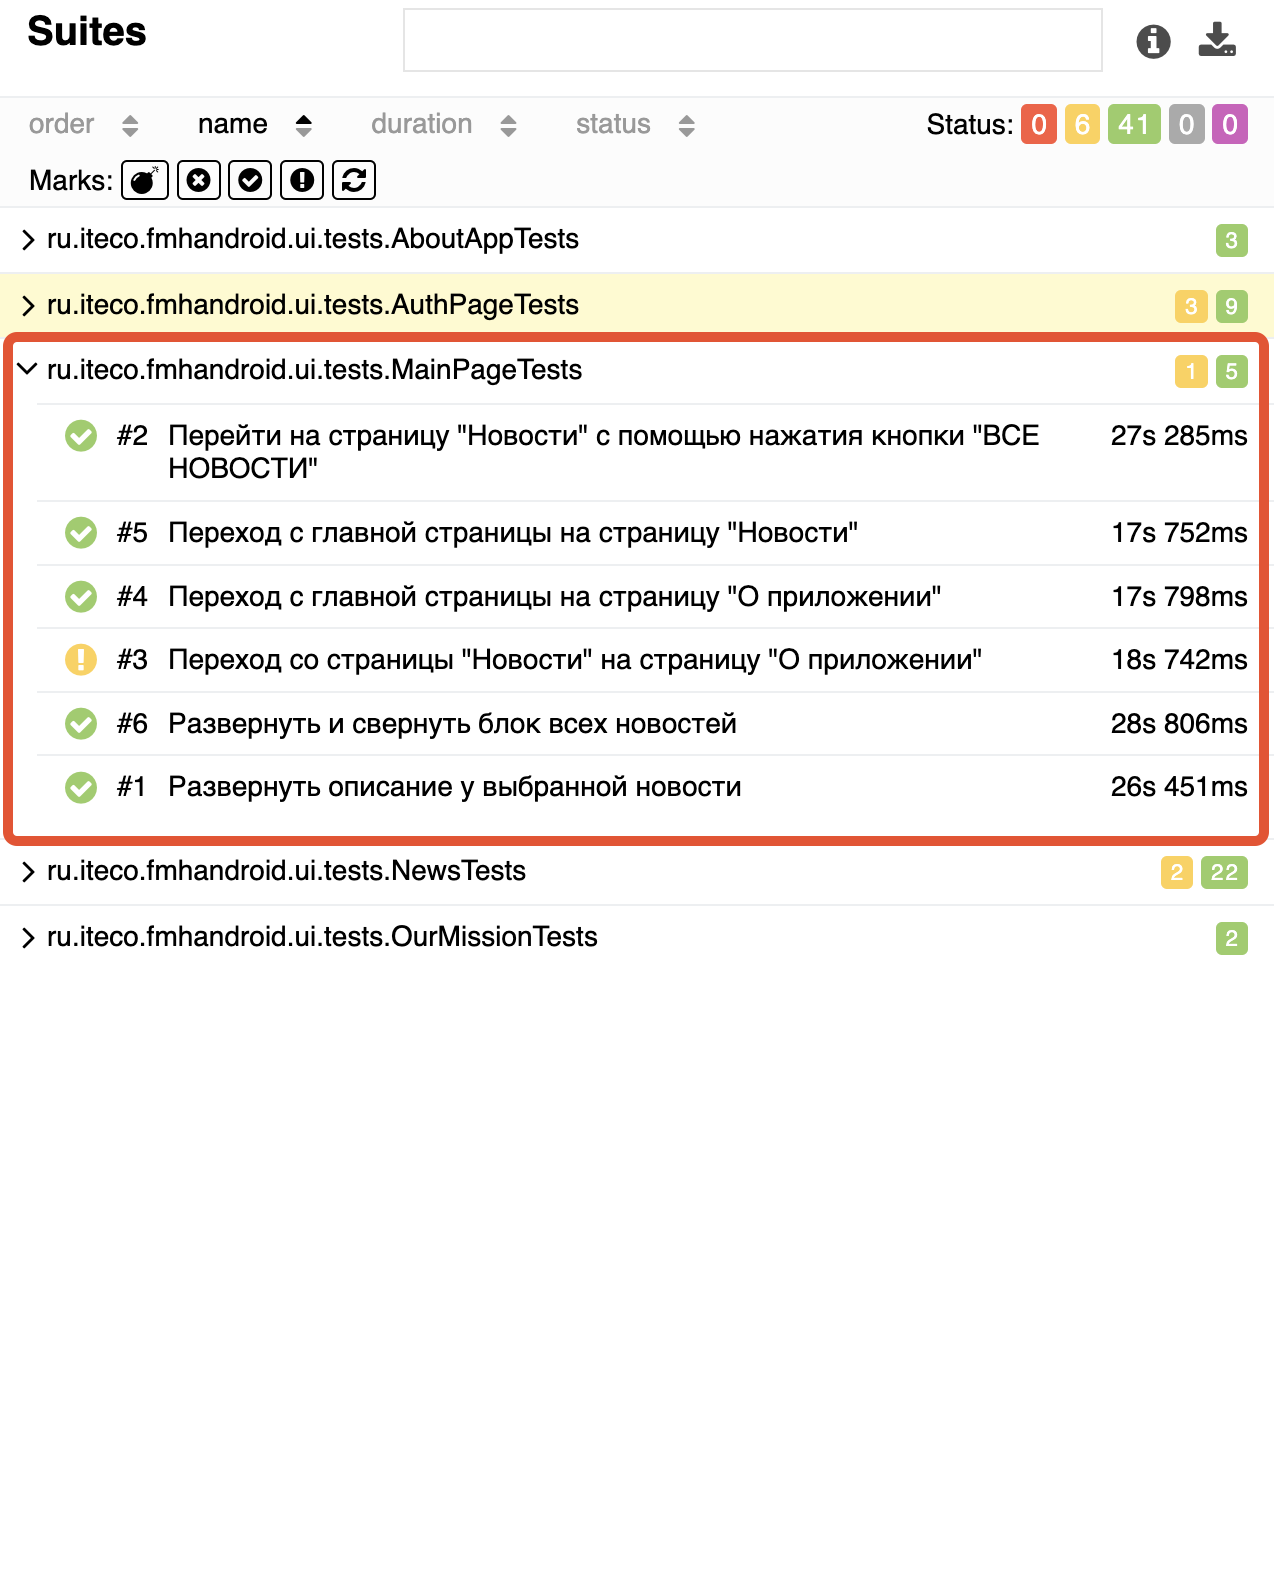 Suites
order name duration status Status: 0 6 41 0 0
Marks:
ru.iteco.fmhandroid.ui.tests.AboutAppTests 3
ru.iteco.fmhandroid.ui.tests.AuthPageTests 3 9
ru.iteco.fmhandroid.ui.tests.MainPageTests 1 5
#2 Перейти на страницу "Новости" с помощью нажатия кнопки "ВСЕ 27s 285ms
НОВОСТИ"
#5 Переход с главной страницы на страницу "Новости" 17s 752ms
#4 Переход с главной страницы на страницу "О приложении" 17s 798ms
#3 Переход со страницы "Новости" на страницу "О приложении" 18s 742ms
#6 Развернуть и свернуть блок всех новостей 28s 806ms
#1 Развернуть описание у выбранной новости 26s 451ms
ru.iteco.fmhandroid.ui.tests.NewsTests 2 22
ru.iteco.fmhandroid.ui.tests.OurMissionTests 2